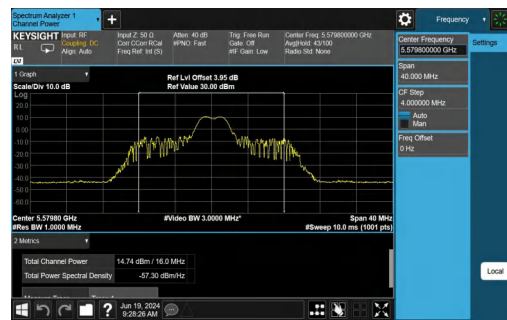 Spectrum Analyzer 1
Channel Power
Frequency
KEYSIGHT
Input: RF
Coupling: DC
Align: Auto
Input Z: 50 Ω
Corr CCorr RCal
Freq Ref: Int (S)
Atten: 40 dB
#PNO: Fast
Trig: Free Run
Gate: Off
#IF Gain: Low
Center Freq: 5.579800000 GHz
Avg|Hold: 43/100
Radio Std: None
RL
LVI
Center Frequency
5.579800000 GHz
Settings
Span
40.000 MHz
CF Step
4.000000 MHz
Auto
Man
Freq Offset
0 Hz
Local
1 Graph
Scale/Div 10.0 dB
Ref Lvl Offset 3.95 dB
Ref Value 30.00 dBm
Log
20.0
10.0
0.00
-10.0
-20.0
-30.0
-40.0
-50.0
-60.0
Center 5.57980 GHz
#Video BW 3.0000 MHz*
Span 40 MHz
#Res BW 1.0000 MHz
#Sweep 10.0 ms (1001 pts)
2 Metrics
Total Channel Power 14.74 dBm / 16.0 MHz
Total Power Spectral Density -57.30 dBm/Hz
Jun 19, 2024
9:28:26 AM